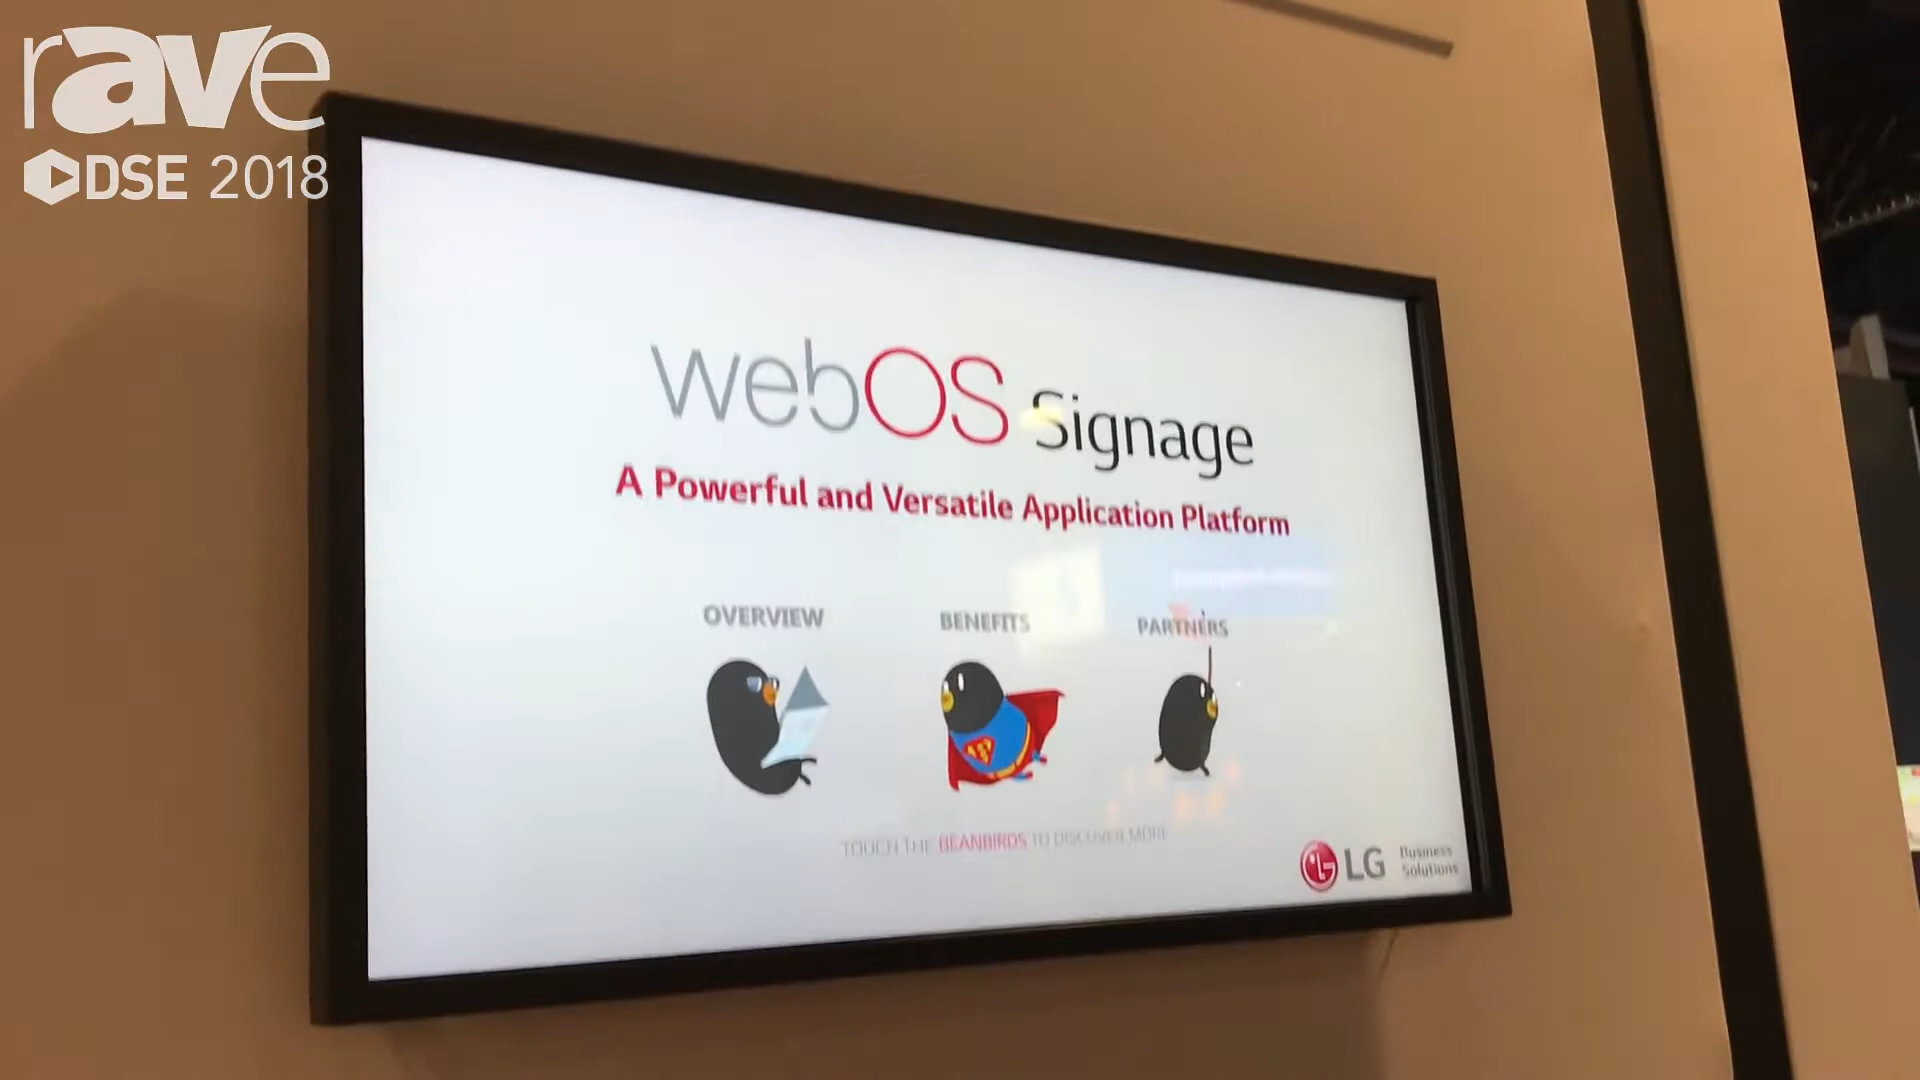 rAVe
DSE 2018
webOS Signage
A Powerful and Versatile Application Platform
OVERVIEW
BENEFITS
PARTNERS
TOUCH THE BEANBIRDS TO DISCOVER MORE
LG Business Solutions